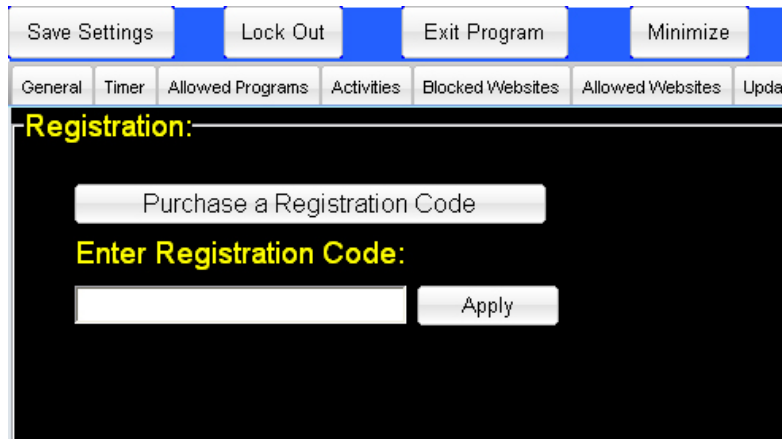 Save Settings Lock Out Exit Program Minimize
General Timer Allowed Programs Activities Blocked Websites Allowed Websites Upda
Registration:
Purchase a Registration Code
Enter Registration Code:
Apply